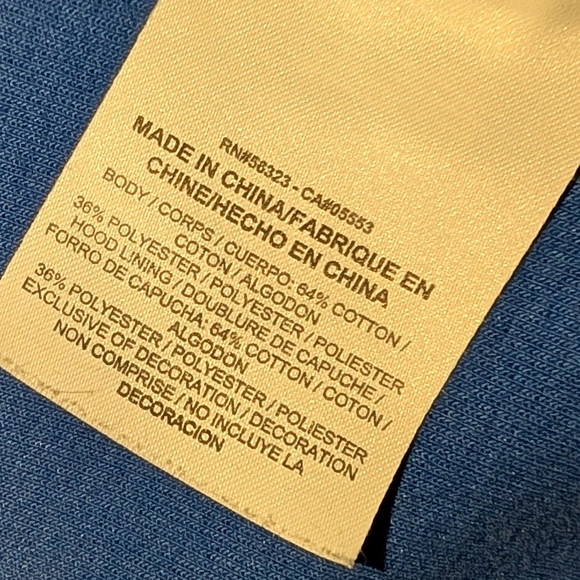 RN#56323 - CA#05553
MADE IN CHINA/FABRIQUE EN
CHINE/HECHO EN CHINA
BODY / CORPS / CUERPO: 64% COTTON /
COTON / ALGODON
36% POLYESTER / POLYESTER / POLIESTER
HOOD LINING / DOUBLURE DE CAPUCHE /
FORRO DE CAPUCHA: 64% COTTON / COTON /
ALGODON
36% POLYESTER / POLYESTER / POLIESTER
EXCLUSIVE OF DECORATION / DECORATION
NON COMPRISE / NO INCLUYE LA
DECORACION